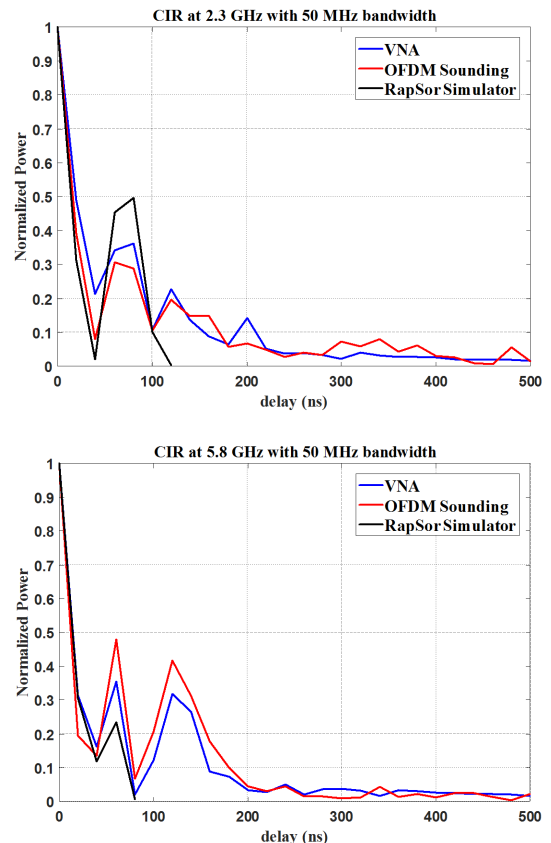 CIR at 2.3 GHz with 50 MHz bandwidth
VNA
OFDM Sounding
RapSor Simulator
1
0.9
0.8
0.7
0.6
0.5
0.4
0.3
0.2
0.1
0
Normalized Power
0 100 200 300 400 500
delay (ns)
CIR at 5.8 GHz with 50 MHz bandwidth
VNA
OFDM Sounding
RapSor Simulator
1
0.9
0.8
0.7
0.6
0.5
0.4
0.3
0.2
0.1
0
Normalized Power
0 100 200 300 400 500
delay (ns)